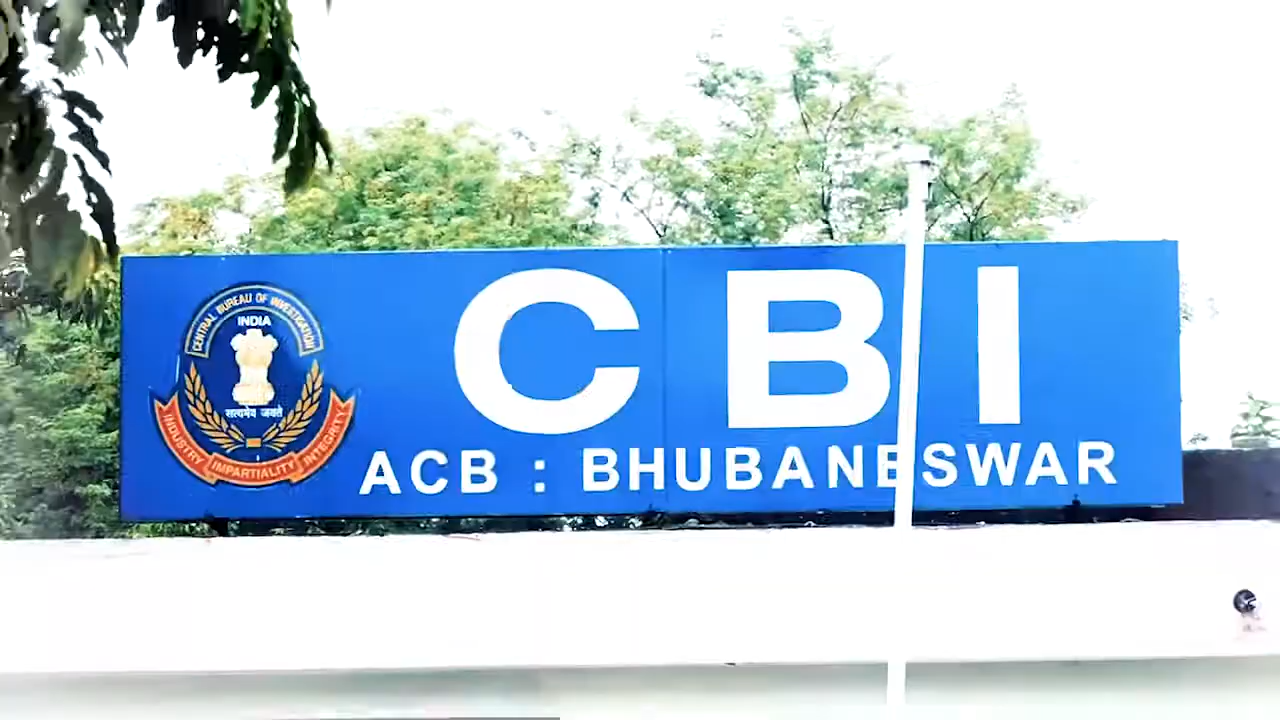 CENTRAL BUREAU OF INVESTIGATION
INDIA
सत्यमेव जयते
INDUSTRY IMPARTIALITY INTEGRITY
CBI
ACB : BHUBANESWAR